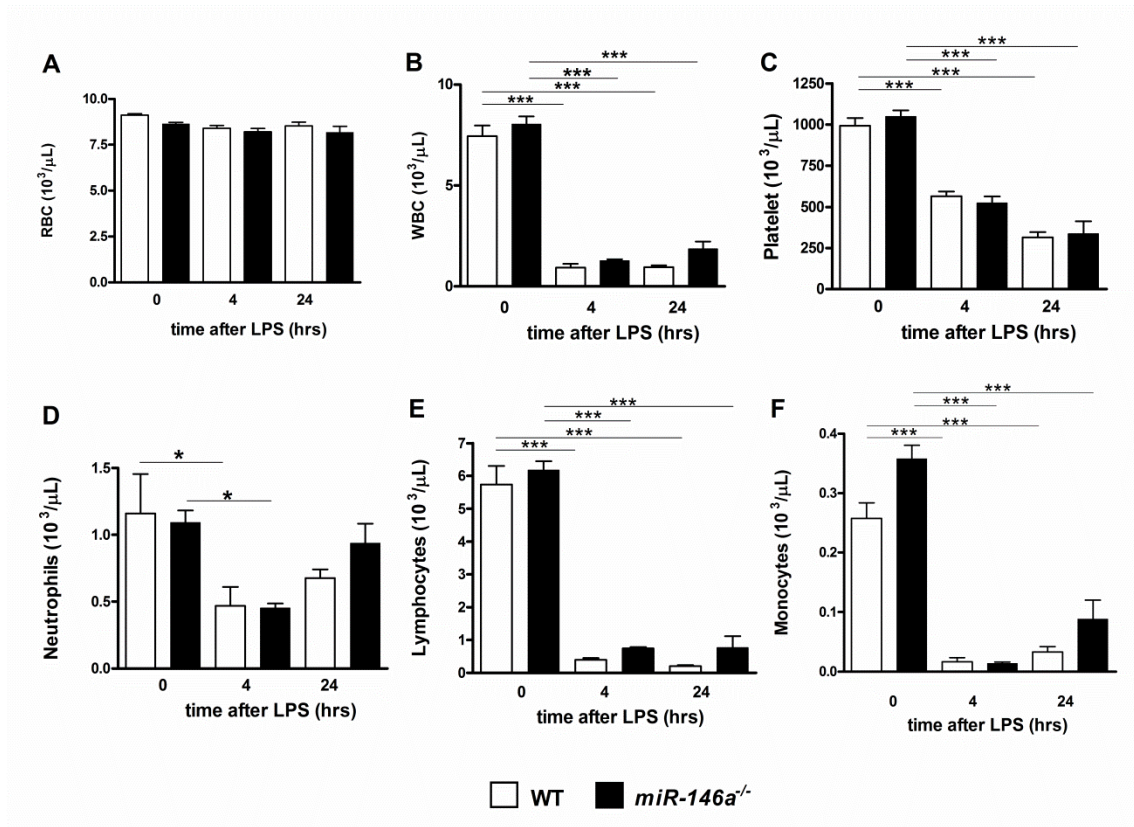 A
RBC (10³/µL)
10.0
7.5
5.0
2.5
0.0
0 4 24
time after LPS (hrs)
B
***
***
***
***
WBC (10³/µL)
10
5
0
0 4 24
time after LPS (hrs)
C
***
***
***
***
Platelet (10³/µL)
1000
750
500
250
0
0 4 24
time after LPS (hrs)
D
* *
Neutrophils (10³/µL)
1.5
1.0
0.5
0.0
0 4 24
time after LPS (hrs)
E
***
***
***
***
Lymphocytes (10³/µL)
7
6
5
4
3
2
1
0
0 4 24
time after LPS (hrs)
F
***
***
***
***
Monocytes (10³/µL)
0.4
0.3
0.2
0.1
0.0
0 4 24
time after LPS (hrs)
WT miR-146a-/-